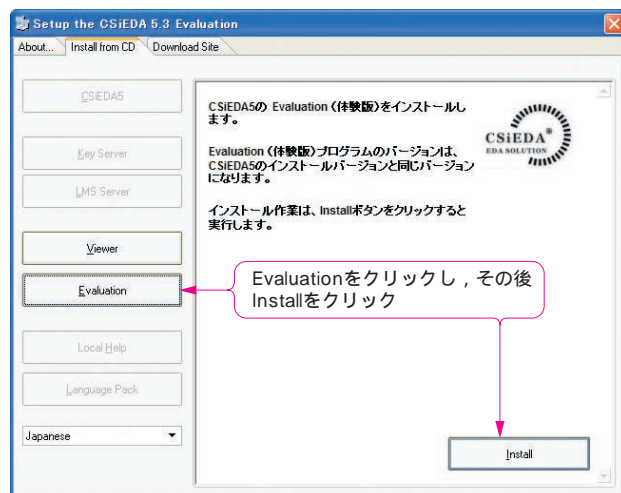 Setup the CSiEDA 5.3 Evaluation
About... Install from CD Download Site
CSiEDA5
Key Server
LMS Server
Viewer
Evaluation
Local Help
Language Pack
Japanese
CSiEDA5の Evaluation（体験版）をインストールし
ます。
Evaluation（体験版）プログラムのバージョンは、
CSiEDA5のインストールバージョンと同じバージョン
になります。
インストール作業は、Installボタンをクリックすると
実行します。
CSiEDA®
EDA SOLUTION
Evaluationをクリックし，その後
Installをクリック
Install